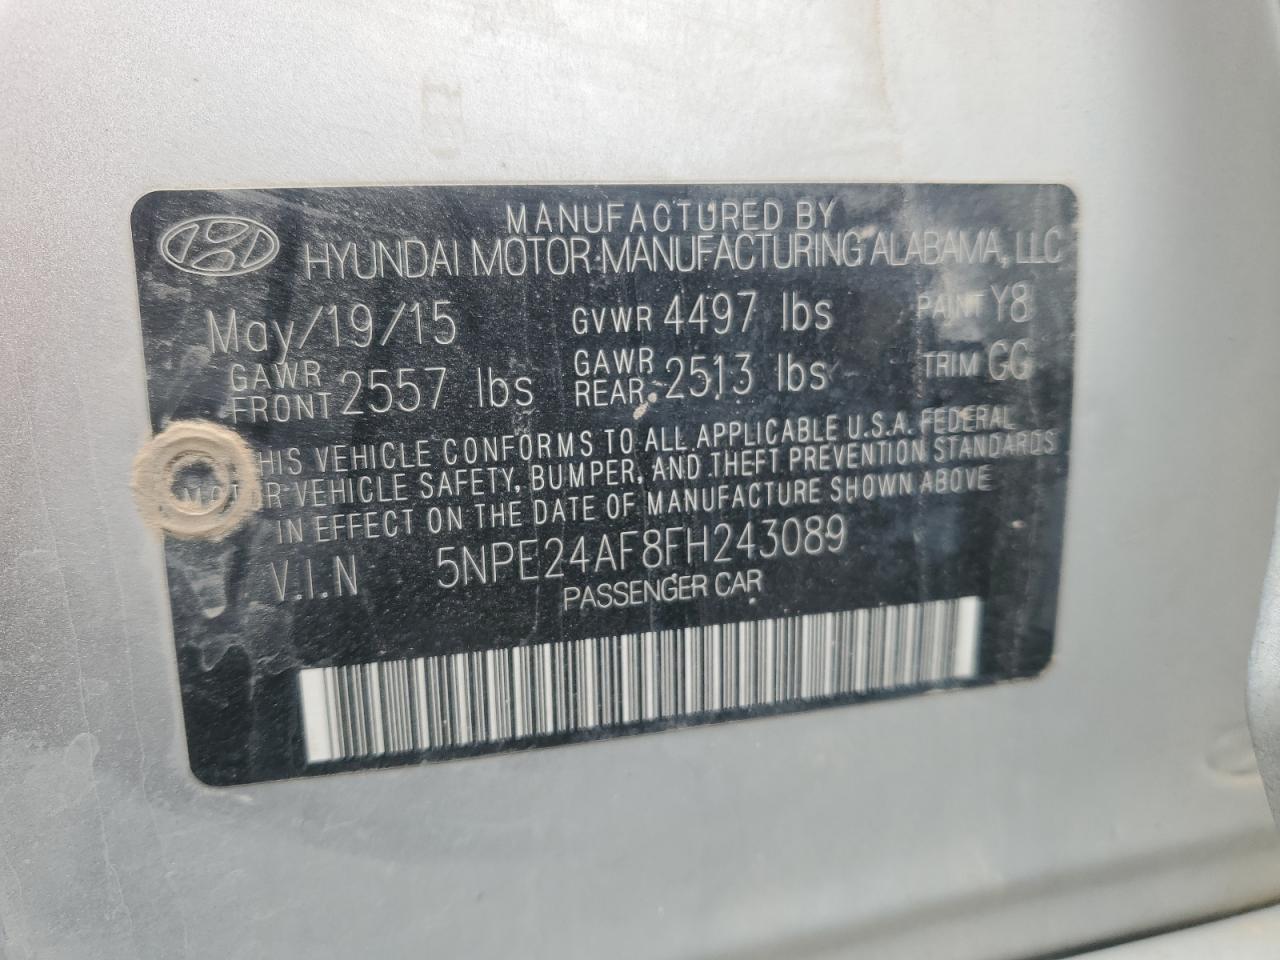 MANUFACTURED BY
HYUNDAI MOTOR MANUFACTURING ALABAMA, LLC
May/19/15 GVWR 4497 lbs PAINT Y8
GAWR FRONT 2557 lbs GAWR REAR 2513 lbs TRIM GG
THIS VEHICLE CONFORMS TO ALL APPLICABLE U.S.A. FEDERAL
MOTOR VEHICLE SAFETY, BUMPER, AND THEFT PREVENTION STANDARDS
IN EFFECT ON THE DATE OF MANUFACTURE SHOWN ABOVE
V.I.N 5NPE24AF8FH243089
PASSENGER CAR